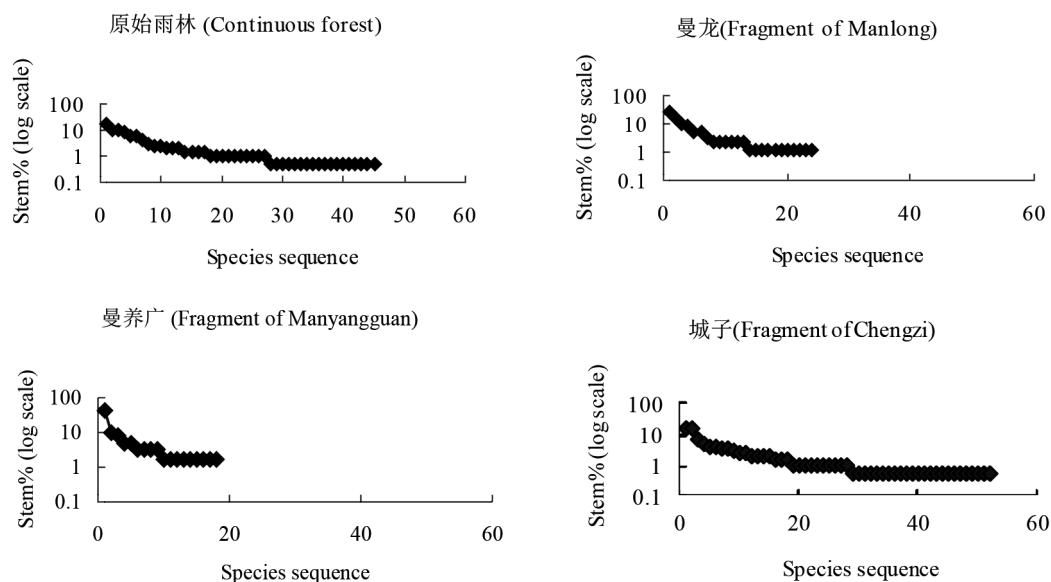 原始雨林 (Continuous forest)
Stem% (log scale)
100
10
1
0.1
0 10 20 30 40 50 60
Species sequence
曼龙(Fragment of Manlong)
Stem% (log scale)
100
10
1
0.1
0 20 40 60
Species sequence
曼养广 (Fragment of Manyangguan)
Stem% (log scale)
100
10
1
0.1
0 20 40 60
Species sequence
城子(Fragment of Chengzi)
Stem% (log scale)
100
10
1
0.1
0 20 40 60
Species sequence